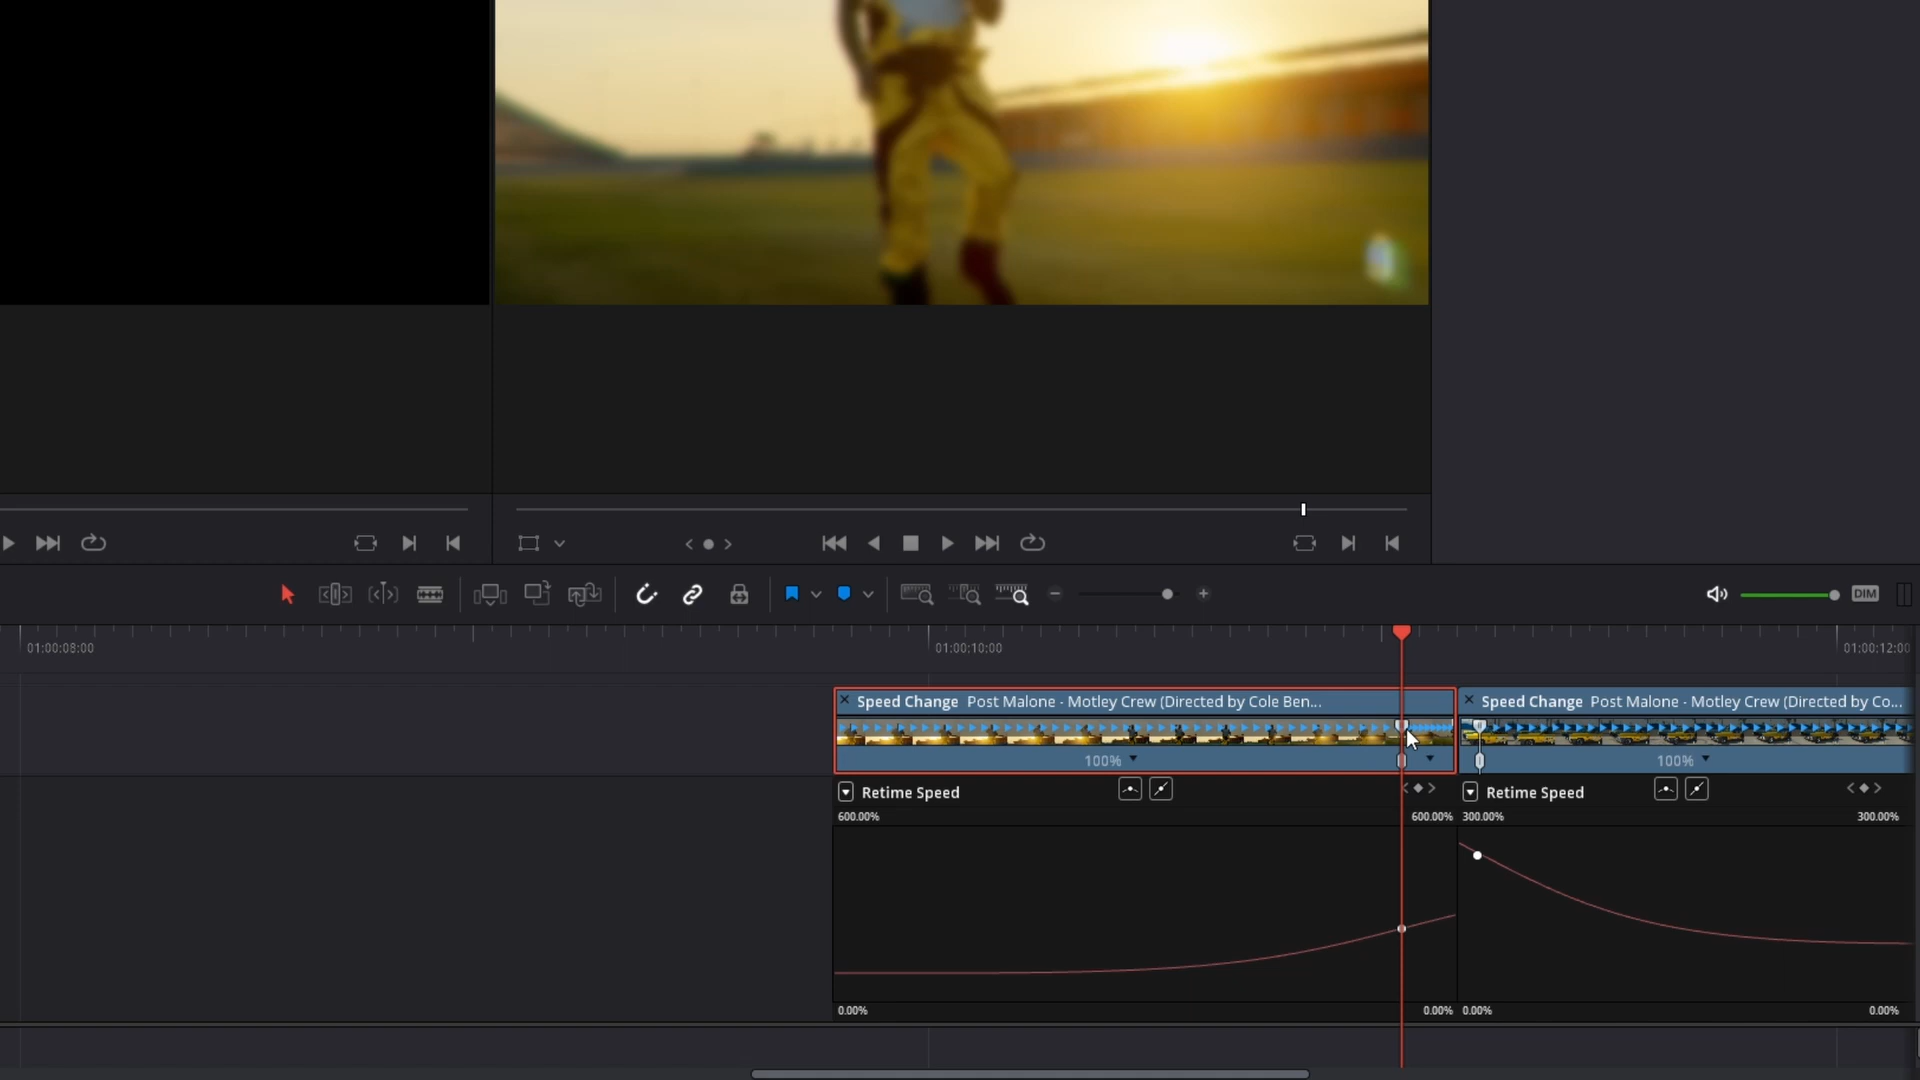 DIM
01:00:08:00
01:00:10:00
01:00:12:00
Speed Change Post Malone - Motley Crew (Directed by Cole Ben...
Speed Change Post Malone - Motley Crew (Directed by Co...
100%
100%
Retime Speed
Retime Speed
600.00%
600.00%
300.00%
300.00%
0.00%
0.00%
0.00%
0.00%